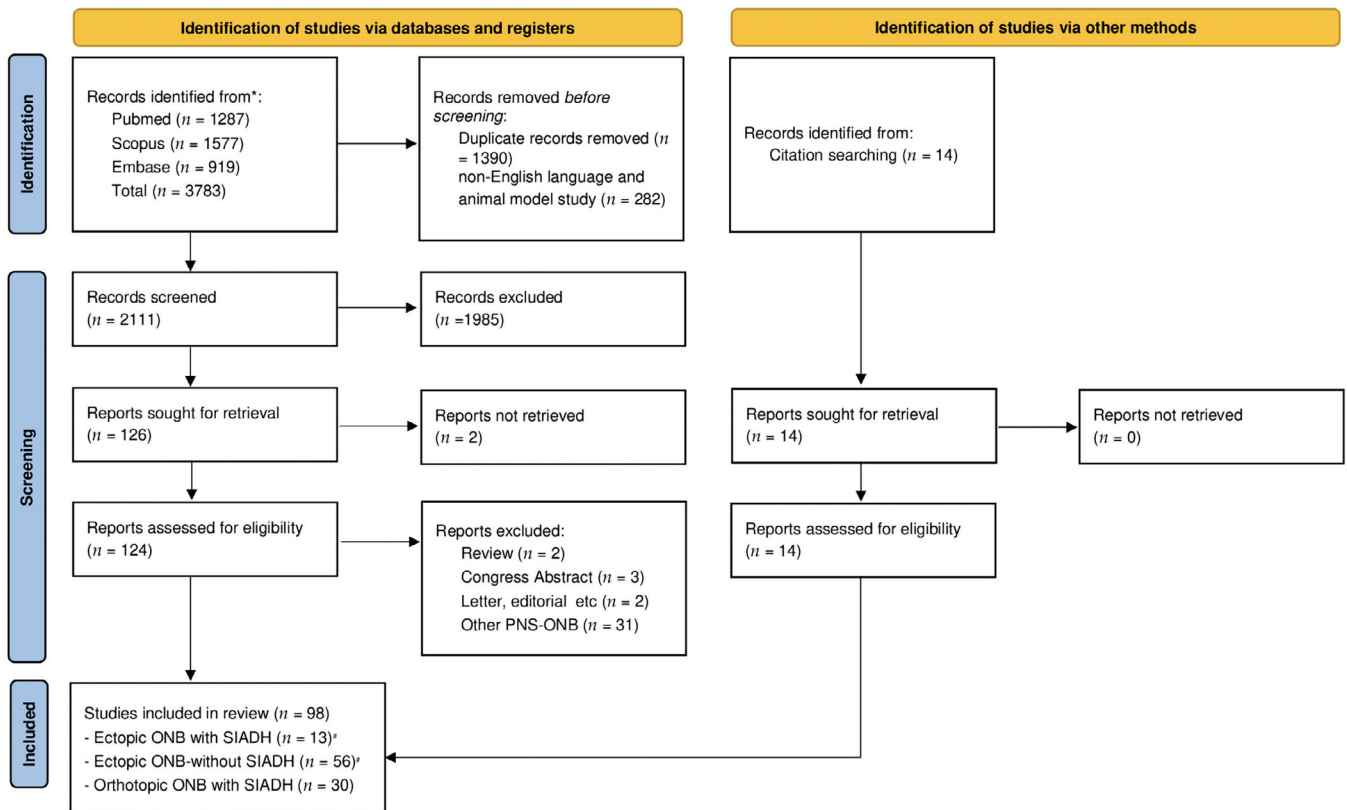 Identification of studies via databases and registers
Identification of studies via other methods
Identification
Records identified from*:
Pubmed (n = 1287)
Scopus (n = 1577)
Embase (n = 919)
Total (n = 3783)
Records removed before
screening:
Duplicate records removed (n
= 1390)
non-English language and
animal model study (n = 282)
Records identified from:
Citation searching (n = 14)
Screening
Records screened
(n = 2111)
Records excluded
(n =1985)
Reports sought for retrieval
(n = 126)
Reports not retrieved
(n = 2)
Reports sought for retrieval
(n = 14)
Reports not retrieved
(n = 0)
Reports assessed for eligibility
(n = 124)
Reports excluded:
Review (n = 2)
Congress Abstract (n = 3)
Letter, editorial etc (n = 2)
Other PNS-ONB (n = 31)
Reports assessed for eligibility
(n = 14)
Included
Studies included in review (n = 98)
- Ectopic ONB with SIADH (n = 13)#
- Ectopic ONB-without SIADH (n = 56)#
- Orthotopic ONB with SIADH (n = 30)